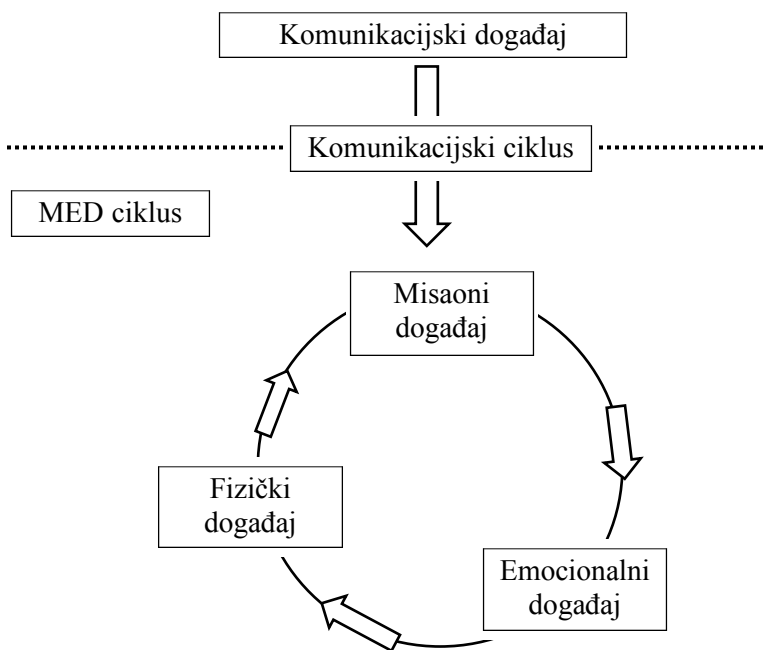 Komunikacijski događaj
Komunikacijski ciklus
MED ciklus
Misaoni
događaj
Fizički
događaj
Emocionalni
događaj